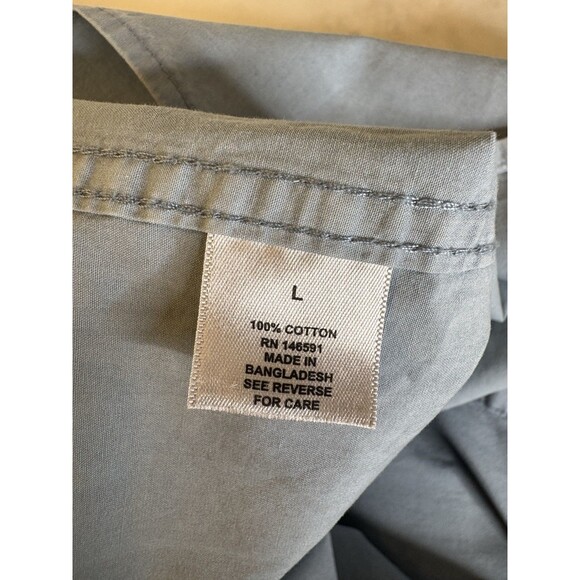 L
100% COTTON
RN 146591
MADE IN
BANGLADESH
SEE REVERSE
FOR CARE